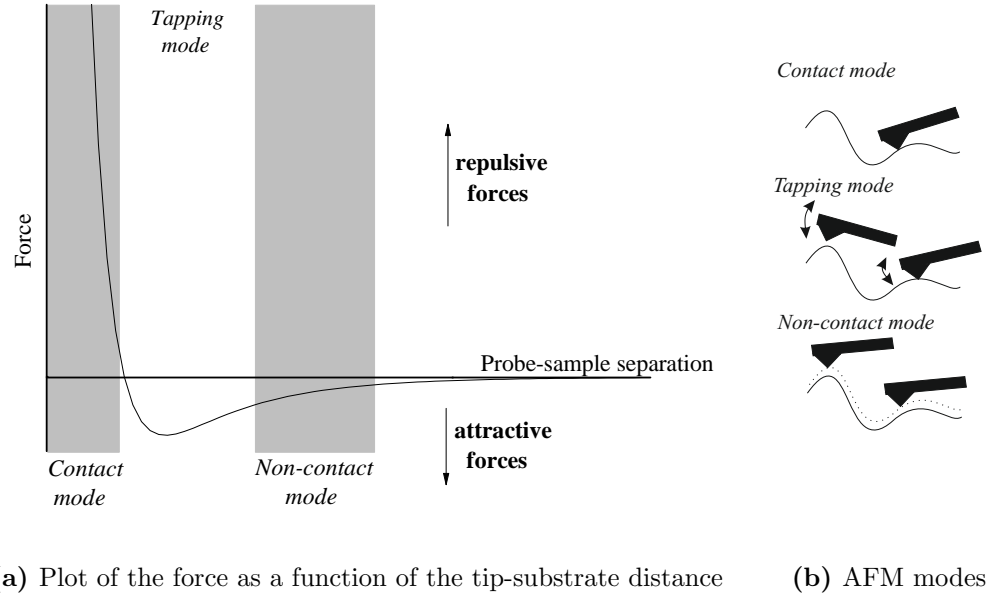 Tapping
mode
Force
repulsive
forces
Probe-sample separation
attractive
forces
Contact
mode
Non-contact
mode
Contact mode
Tapping mode
Non-contact mode
a) Plot of the force as a function of the tip-substrate distance
(b) AFM modes